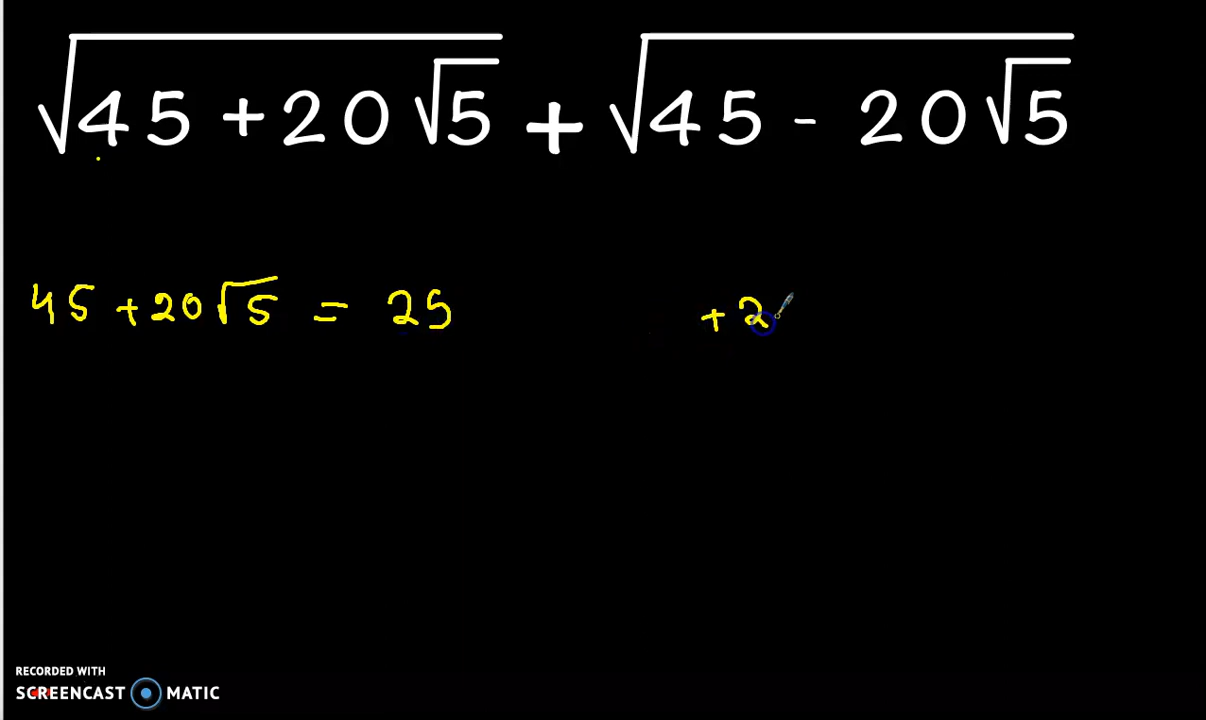 √(45 + 20√5) + √(45 - 20√5)
45 + 20√5 = 25 + 2
RECORDED WITH
SCREENCAST MATIC